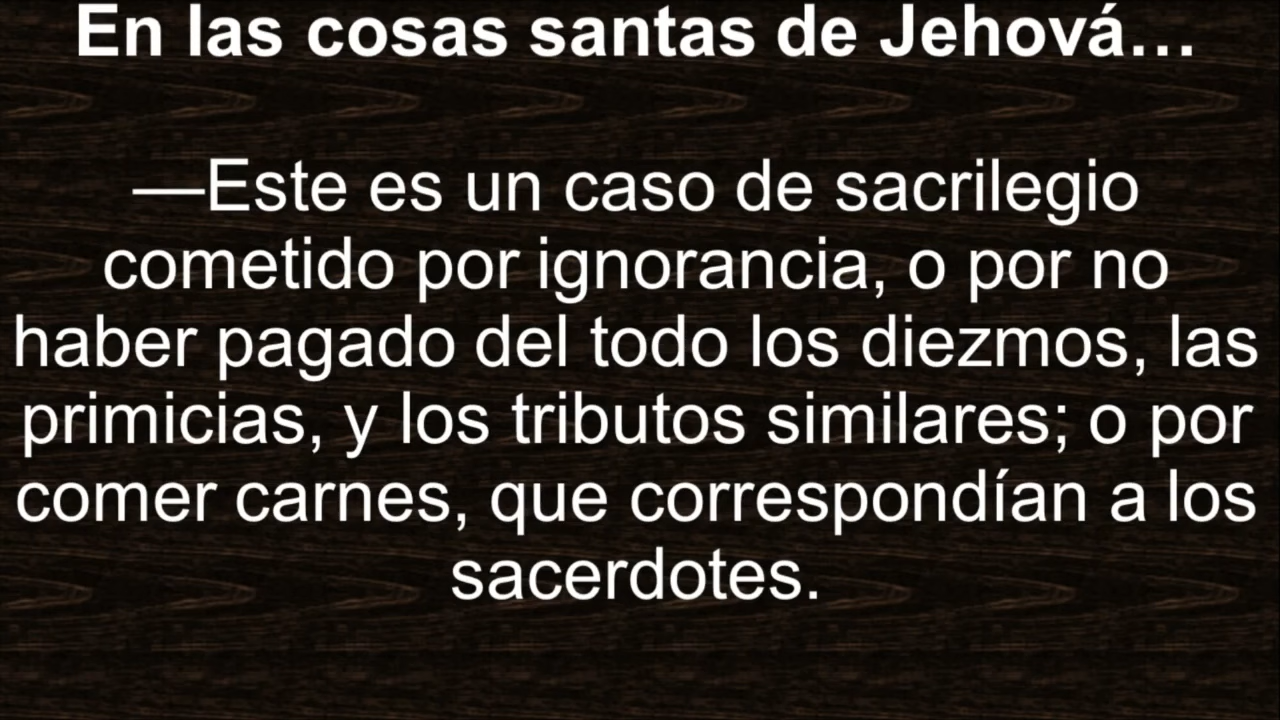 En las cosas santas de Jehová…
—Este es un caso de sacrilegio
cometido por ignorancia, o por no
haber pagado del todo los diezmos, las
primicias, y los tributos similares; o por
comer carnes, que correspondían a los
sacerdotes.